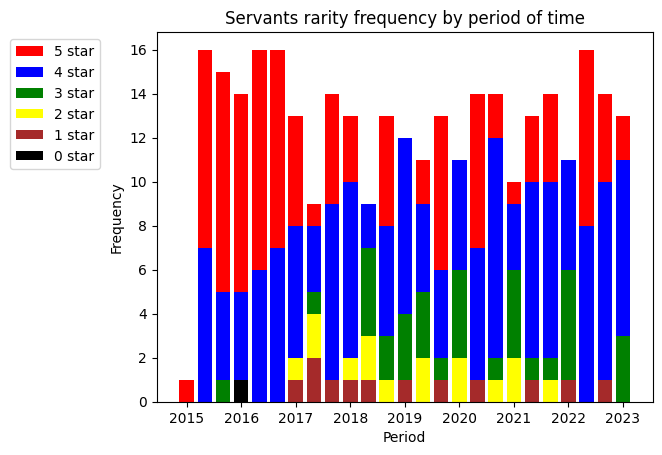 Servants rarity frequency by period of time
5 star
4 star
3 star
2 star
1 star
0 star
Frequency
16
14
12
10
8
6
4
2
0
2015 2016 2017 2018 2019 2020 2021 2022 2023
Period